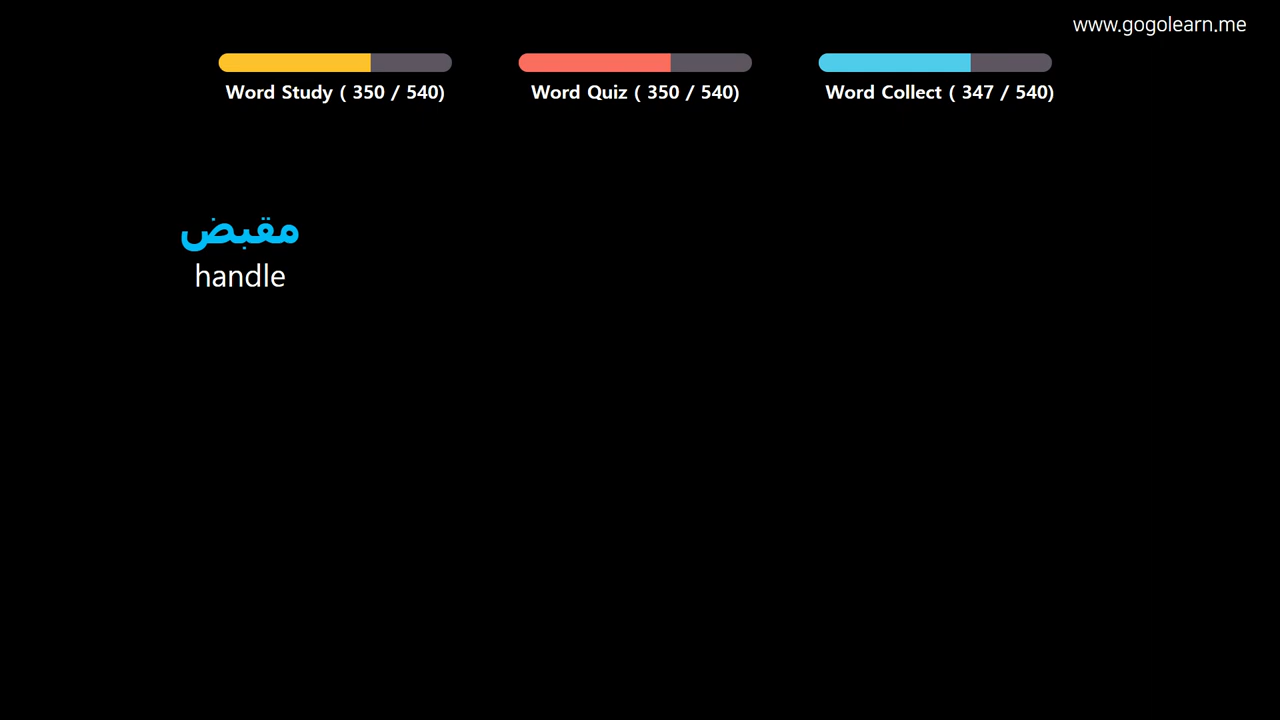 www.gogolearn.me
Word Study ( 350 / 540)
Word Quiz ( 350 / 540)
Word Collect ( 347 / 540)
مقبض
handle